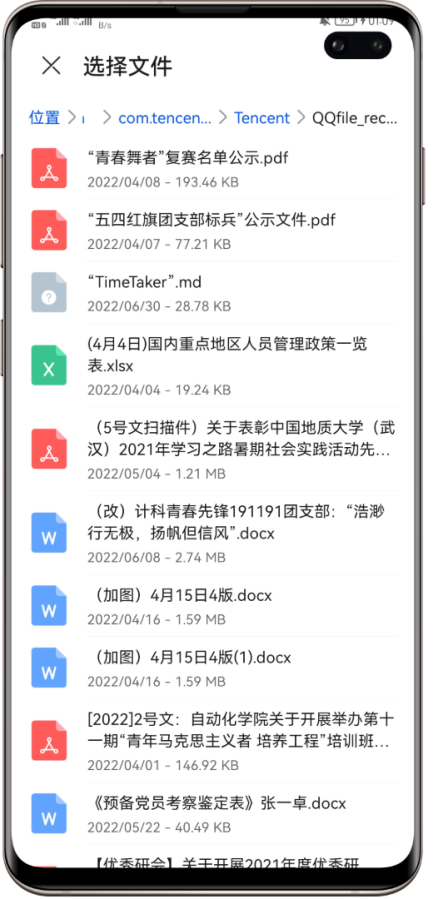 B/s
95
01:09
选择文件
位置 > > com.tencen... > Tencent > QQfile_rec...
“青春舞者”复赛名单公示.pdf
2022/04/08 - 193.46 KB
“五四红旗团支部标兵”公示文件.pdf
2022/04/07 - 77.21 KB
“TimeTaker”.md
2022/06/30 - 28.78 KB
(4月4日)国内重点地区人员管理政策一览
表.xlsx
2022/04/04 - 19.24 KB
（5号文扫描件）关于表彰中国地质大学（武
汉）2021年学习之路暑期社会实践活动先...
2022/05/04 - 1.21 MB
（改）计科青春先锋191191团支部：“浩渺
行无极，扬帆但信风”.docx
2022/06/08 - 2.74 MB
（加图）4月15日4版.docx
2022/04/16 - 1.59 MB
（加图）4月15日4版(1).docx
2022/04/16 - 1.59 MB
[2022]2号文：自动化学院关于开展举办第十
一期“青年马克思主义者 培养工程”培训班...
2022/04/01 - 146.92 KB
《预备党员考察鉴定表》张一卓.docx
2022/05/22 - 40.49 KB
【优秀研会】关于开展2021年度优秀研